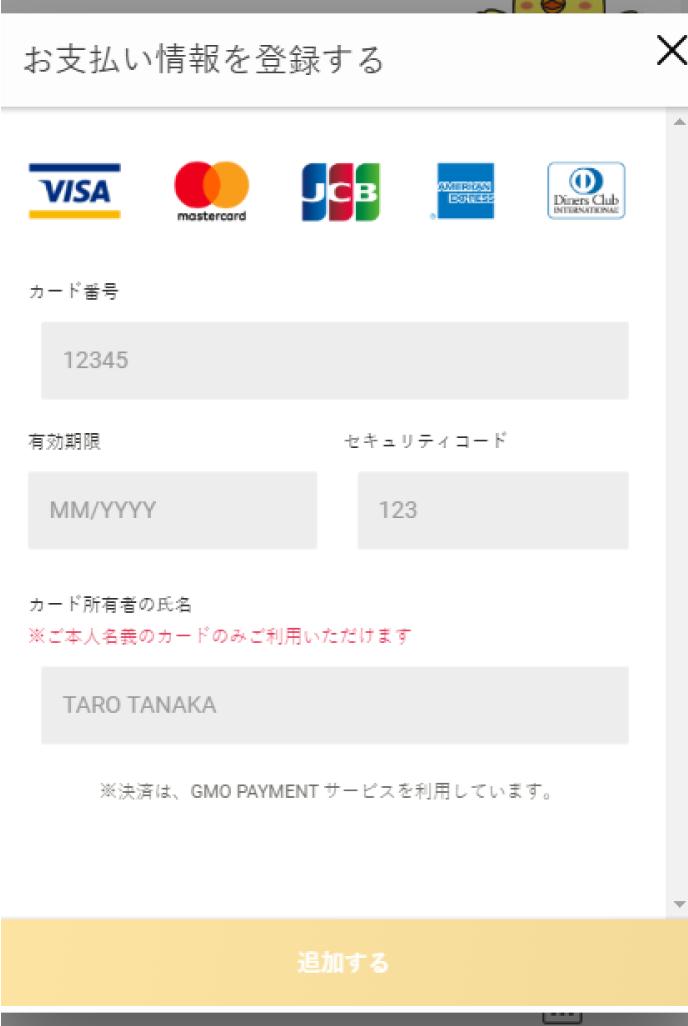 お支払い情報を登録する
VISA mastercard JCB AMERICAN EXPRESS Diners Club INTERNATIONAL
カード番号
12345
有効期限 セキュリティコード
MM/YYYY 123
カード所有者の氏名
※ご本人名義のカードのみご利用いただけます
TARO TANAKA
※決済は、GMO PAYMENT サービスを利用しています。
追加する